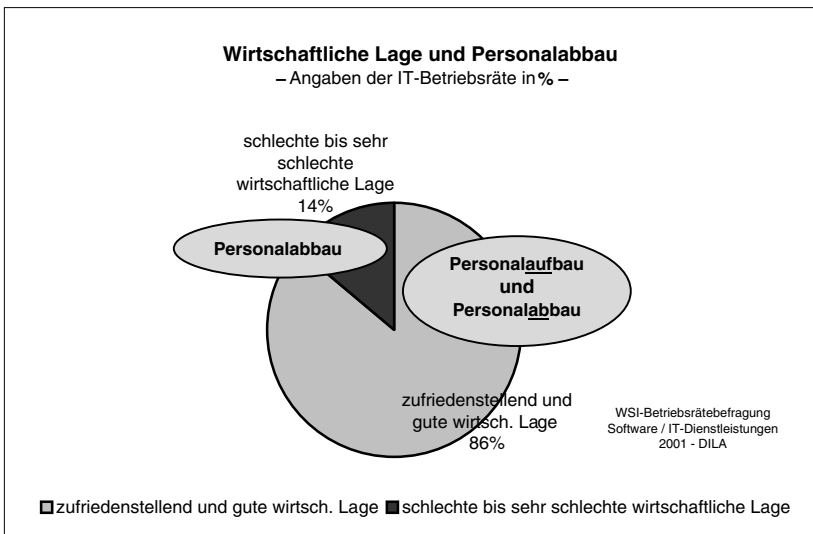 Wirtschaftliche Lage und Personalabbau
– Angaben der IT-Betriebsräte in % –
schlechte bis sehr
schlechte
wirtschaftliche Lage
14%
Personalabbau
Personalaufbau
und
Personalabbau
zufriedenstellend und
gute wirtsch. Lage
86%
WSI-Betriebsrätebefragung
Software / IT-Dienstleistungen
2001 - DILA
zufriedenstellend und gute wirtsch. Lage schlechte bis sehr schlechte wirtschaftliche Lage